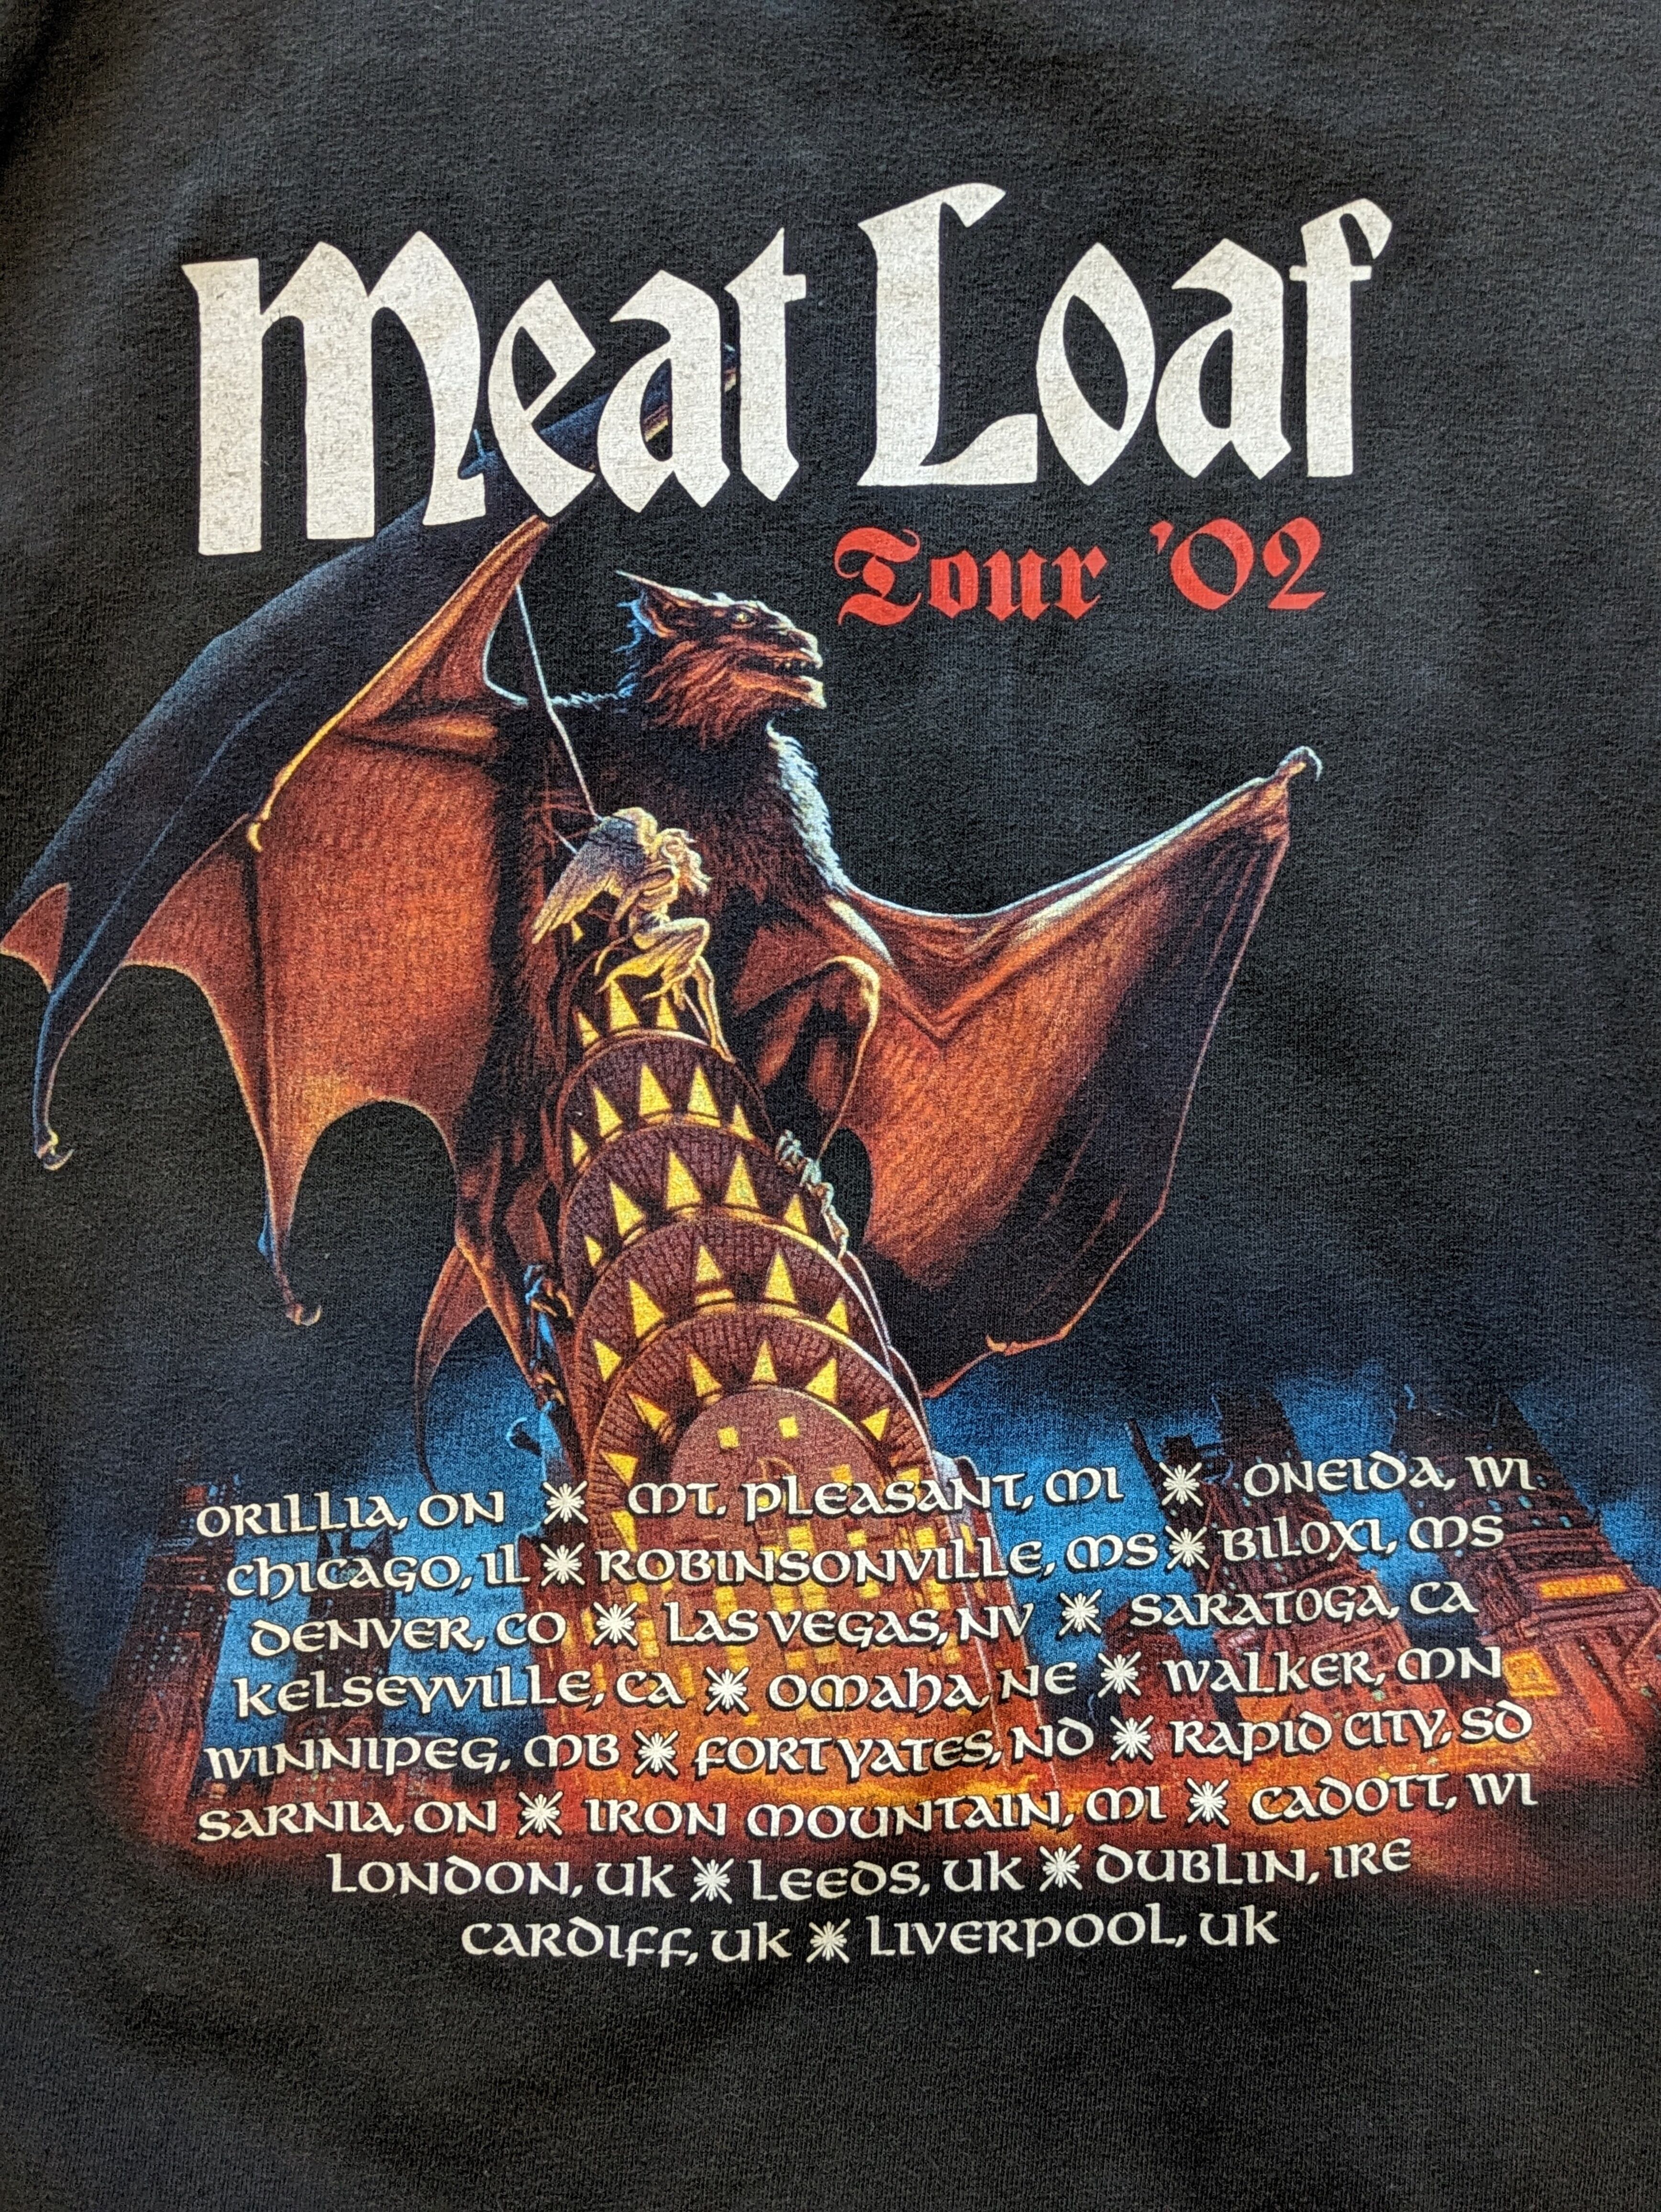 Meat Loaf
Tour '02
ORILLIA, ON * MT. PLEASANT, MI * ONEIDA, WI
CHICAGO, IL * ROBINSONVILLE, MS * BILOXI, MS
DENVER, CO * LAS VEGAS, NV * SARATOGA, CA
KELSEYVILLE, CA * OMAHA, NE * WALKER, MN
WINNIPEG, MB * FORT YATES, ND * RAPID CITY, SD
SARNIA, ON * IRON MOUNTAIN, MI * CADOTT, WI
LONDON, UK * LEEDS, UK * DUBLIN, IRE
CARDIFF, UK * LIVERPOOL, UK